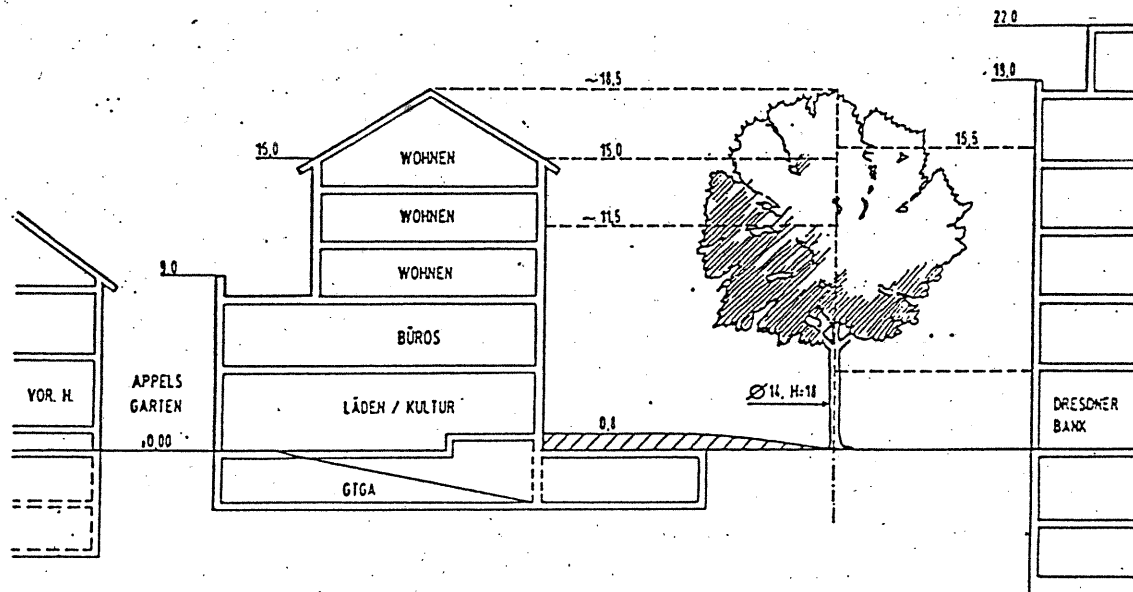 22.0
19.0
~18,5
15,5
15,0
15,0
WOHNEN
WOHNEN
~11,5
WOHNEN
9.0
BÜROS
VOR. H.
APPELS
GARTEN
LÄDEN / KULTUR
Ø 14, H=18
DRESDNER
BANK
0,8
±0,00
GTGA